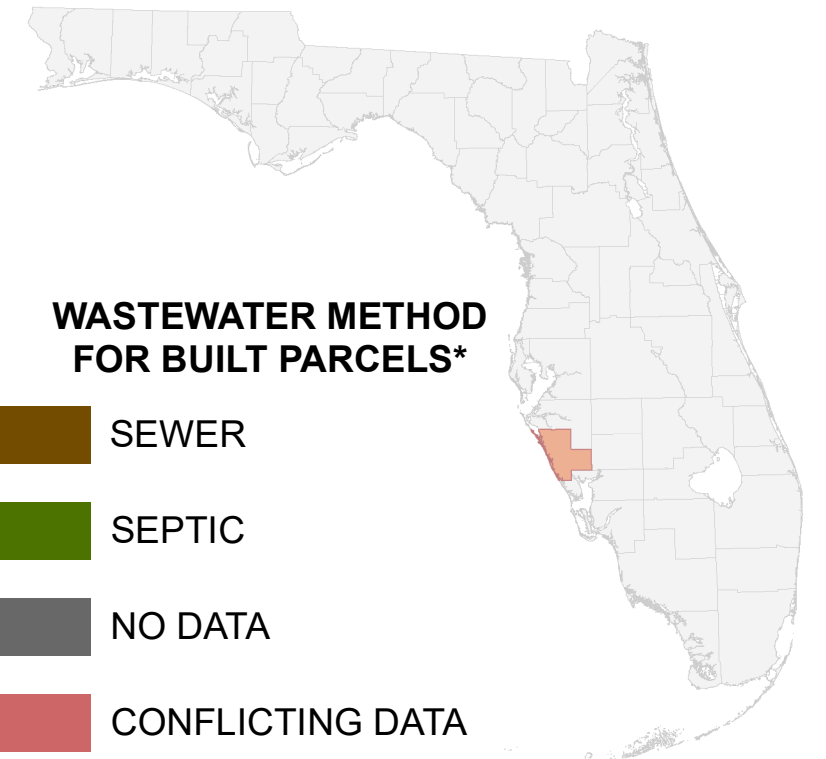 WASTEWATER METHOD
FOR BUILT PARCELS*
SEWER
SEPTIC
NO DATA
CONFLICTING DATA